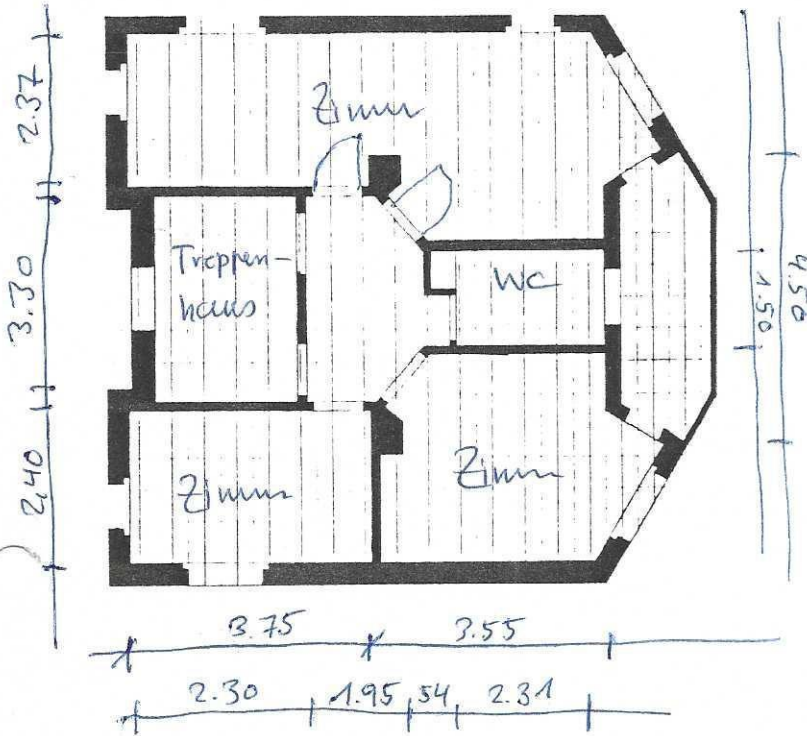 Zimmer
2.37
Treppen-
haus
WC
3.30
1.50
4.50
2.40
Zimmer
Zimmer
3.75 3.55
2.30 1.95 54 2.31